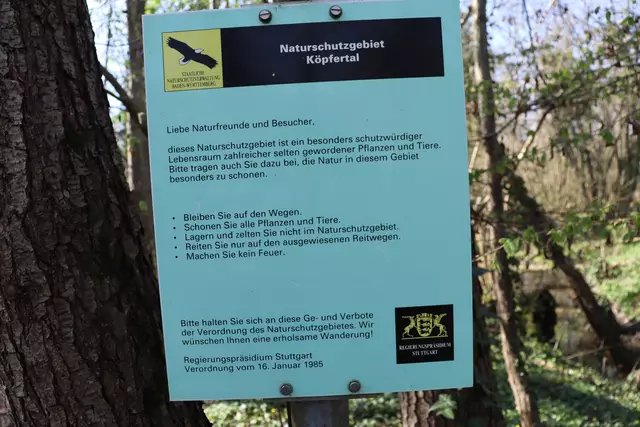 STAATLICHE
NATURSCHUTZVERWALTUNG
BADEN-WÜRTTEMBERG
Naturschutzgebiet
Köpfertal
Liebe Naturfreunde und Besucher,
dieses Naturschutzgebiet ist ein besonders schutzwürdiger
Lebensraum zahlreicher selten gewordener Pflanzen und Tiere.
Bitte tragen auch Sie dazu bei, die Natur in diesem Gebiet
besonders zu schonen.
• Bleiben Sie auf den Wegen.
• Schonen Sie alle Pflanzen und Tiere.
• Lagern und zelten Sie nicht im Naturschutzgebiet.
• Reiten Sie nur auf den ausgewiesenen Reitwegen.
• Machen Sie kein Feuer.
Bitte halten Sie sich an diese Ge- und Verbote
der Verordnung des Naturschutzgebietes. Wir
wünschen Ihnen eine erholsame Wanderung!
Regierungspräsidium Stuttgart
Verordnung vom 16. Januar 1985
REGIERUNGSPRÄSIDIUM
STUTTGART